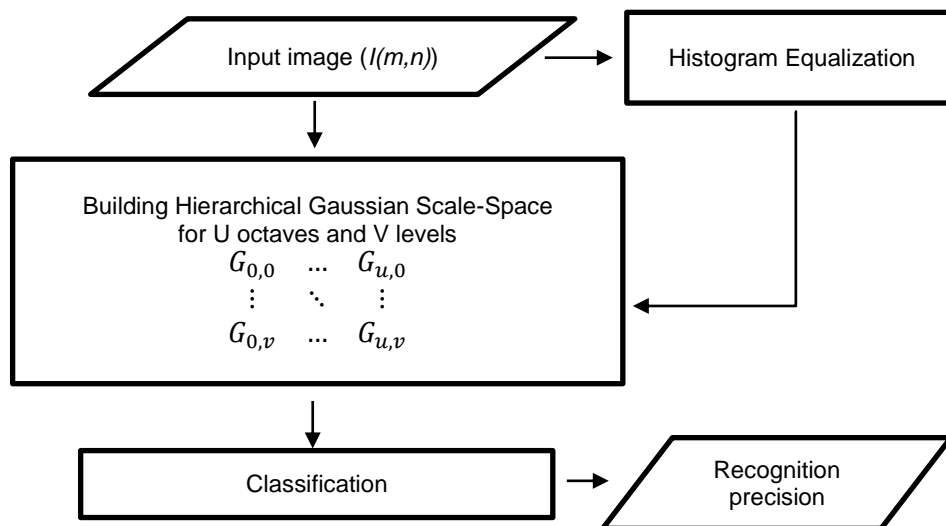 Input image (I(m,n))
Histogram Equalization
Building Hierarchical Gaussian Scale-Space
for U octaves and V levels
G₀,₀ … Gᵤ,₀
⋮ ⋱ ⋮
G₀,ᵥ … Gᵤ,ᵥ
Classification
Recognition
precision